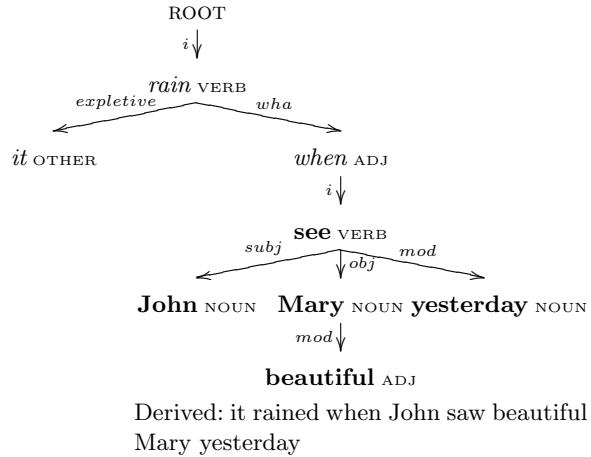 ROOT
i
rain VERB
expletive wha
it OTHER when ADJ
i
see VERB
subj obj mod
John NOUN Mary NOUN yesterday NOUN
mod
beautiful ADJ
Derived: it rained when John saw beautiful
Mary yesterday